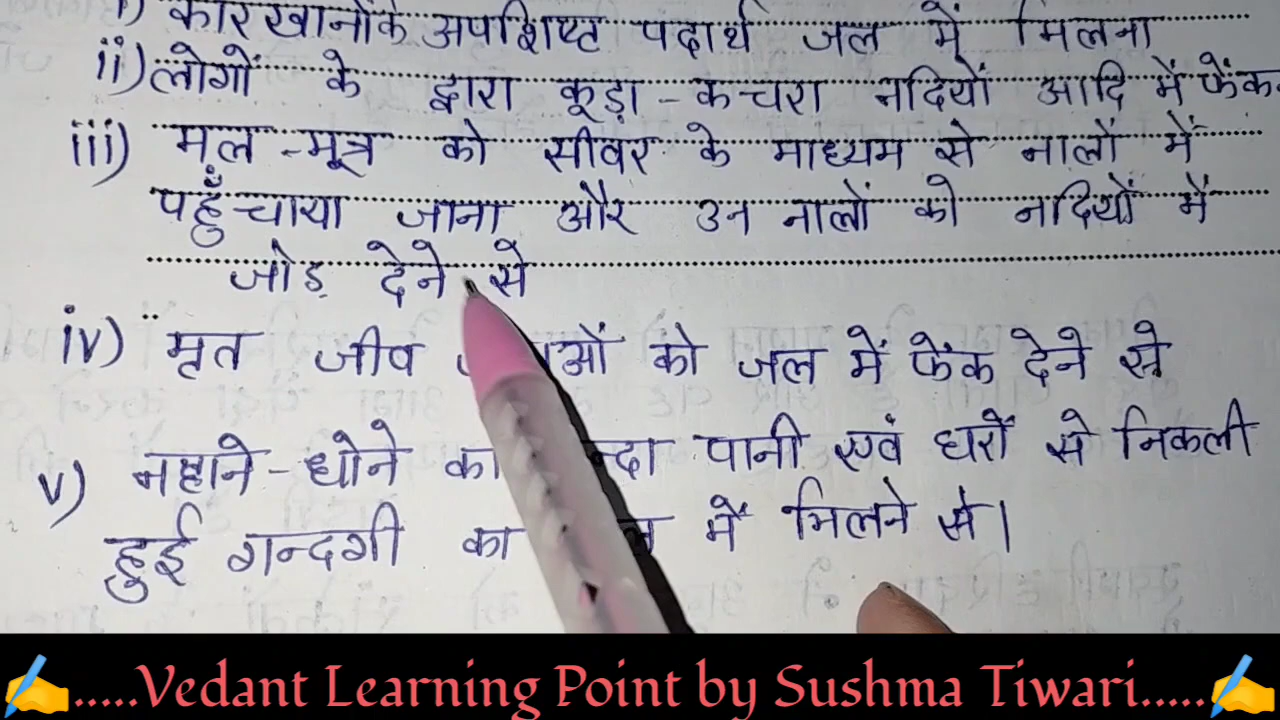 i) कारखानोंके अपशिष्ट पदार्थ जल में मिलना
ii) लोगों के द्वारा कूड़ा - कचरा नदियों आदि में फेंक
iii) मल - मूत्र को सीवर के माध्यम से नालों में
पहुँचाया जाना और उन नालों को नदियों में
जोड़ देने से
iv) मृत जीव को जल में फेंक देने से
v) नहाने - धोने का पानी एवं घरों से निकली
हुई गन्दगी का में मिलने से।
✍️.....Vedant Learning Point by Sushma Tiwari.....✍️